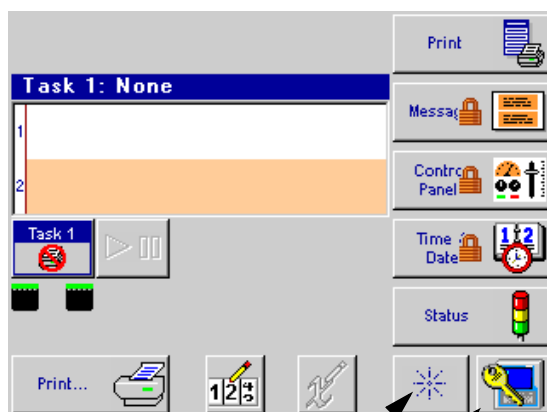 Print
Task 1: None
Messag
1
2
Contro
Panel
Task 1
Time
Date
Status
Print...